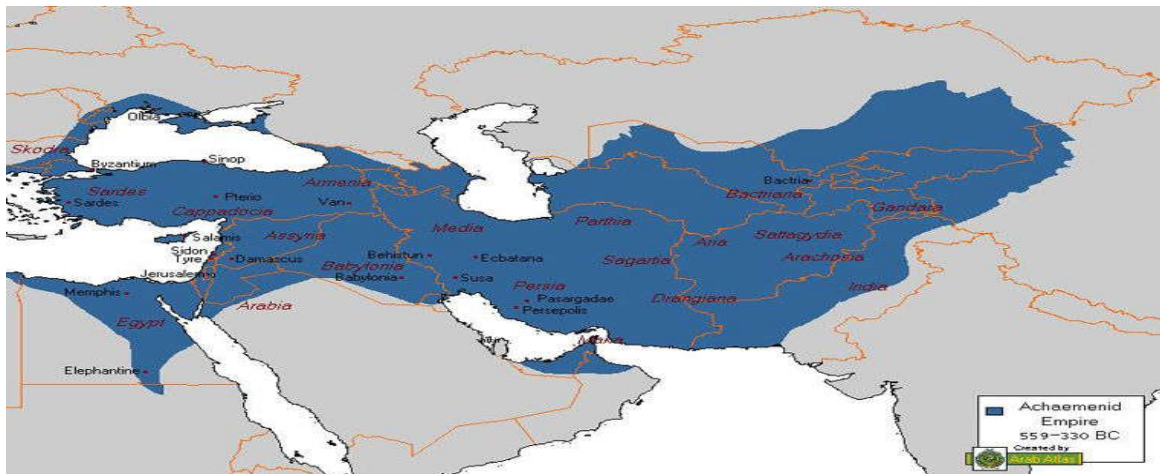 Olbia
Skodra
Byzantium
Sinop
Sardes
Sardes
Pterio
Armenia
Van
Cappadocia
Salamis
Assyria
Media
Parthia
Bactria
Bactriana
Gandara
Aria
Sattagydia
Sidon
Tyre
Damascus
Behistun
Ecbatana
Sagartia
Arachosia
Jerusalem
Babylonia
Babylonia
Susa
Persia
India
Memphis
Arabia
Pasargadae
Persepolis
Drangiana
Egypt
Maka
Elephantine
Achaemenid
Empire
559-330 BC
Created by
Arab Atlas